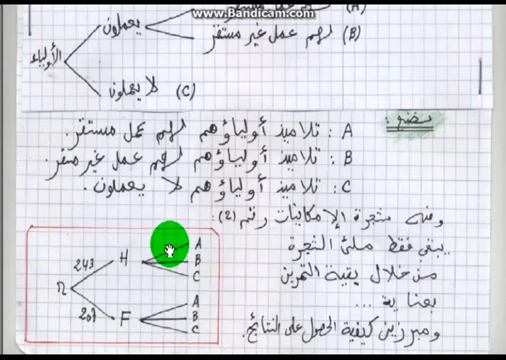 www.Bandicam.com
(A)
يعملون
لهم عمل غير مستقر (B)
الأولياء
لا يعملون (C)
سنضع:
A : تلاميذ أولياؤهم لهم عمل مستقر.
B : تلاميذ أولياؤهم لهم عمل غير مستقر.
C : تلاميذ أولياؤهم لا يعملون.
ومنه شجرة الإمكانيات رقم (2):
يبقى فقط ملئ الشجرة
من خلال بقية التمرين
بعناية ...
ومبرزين كيفية الحصول على النتائج.
Ω
243 H
A
B
C
207 F
A
B
C